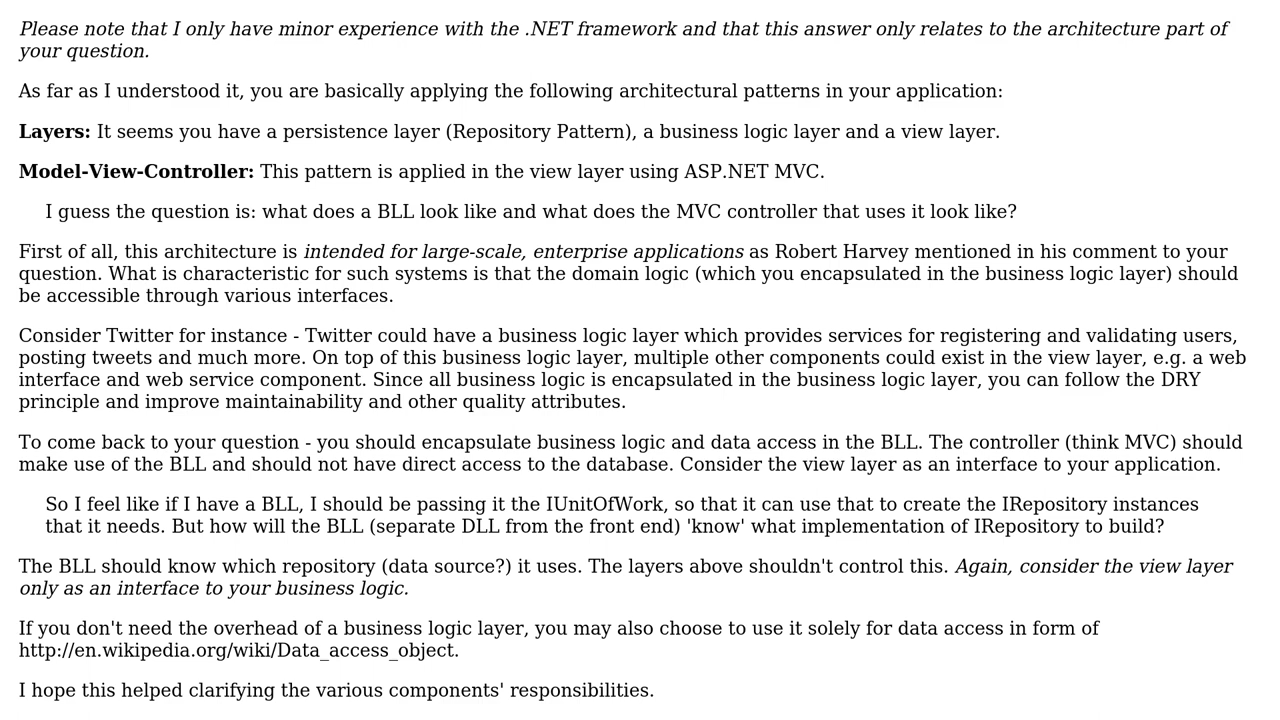 Please note that I only have minor experience with the .NET framework and that this answer only relates to the architecture part of
your question.
As far as I understood it, you are basically applying the following architectural patterns in your application:
Layers: It seems you have a persistence layer (Repository Pattern), a business logic layer and a view layer.
Model-View-Controller: This pattern is applied in the view layer using ASP.NET MVC.
I guess the question is: what does a BLL look like and what does the MVC controller that uses it look like?
First of all, this architecture is intended for large-scale, enterprise applications as Robert Harvey mentioned in his comment to your
question. What is characteristic for such systems is that the domain logic (which you encapsulated in the business logic layer) should
be accessible through various interfaces.
Consider Twitter for instance - Twitter could have a business logic layer which provides services for registering and validating users,
posting tweets and much more. On top of this business logic layer, multiple other components could exist in the view layer, e.g. a web
interface and web service component. Since all business logic is encapsulated in the business logic layer, you can follow the DRY
principle and improve maintainability and other quality attributes.
To come back to your question - you should encapsulate business logic and data access in the BLL. The controller (think MVC) should
make use of the BLL and should not have direct access to the database. Consider the view layer as an interface to your application.
So I feel like if I have a BLL, I should be passing it the IUnitOfWork, so that it can use that to create the IRepository instances
that it needs. But how will the BLL (separate DLL from the front end) 'know' what implementation of IRepository to build?
The BLL should know which repository (data source?) it uses. The layers above shouldn't control this. Again, consider the view layer
only as an interface to your business logic.
If you don't need the overhead of a business logic layer, you may also choose to use it solely for data access in form of
http://en.wikipedia.org/wiki/Data_access_object.
I hope this helped clarifying the various components' responsibilities.